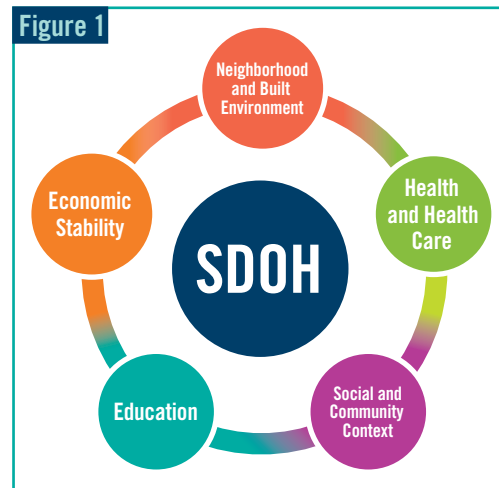 Figure 1
Neighborhood
and Built
Environment
Economic
Stability
Health
and Health
Care
SDOH
Education
Social and
Community
Context